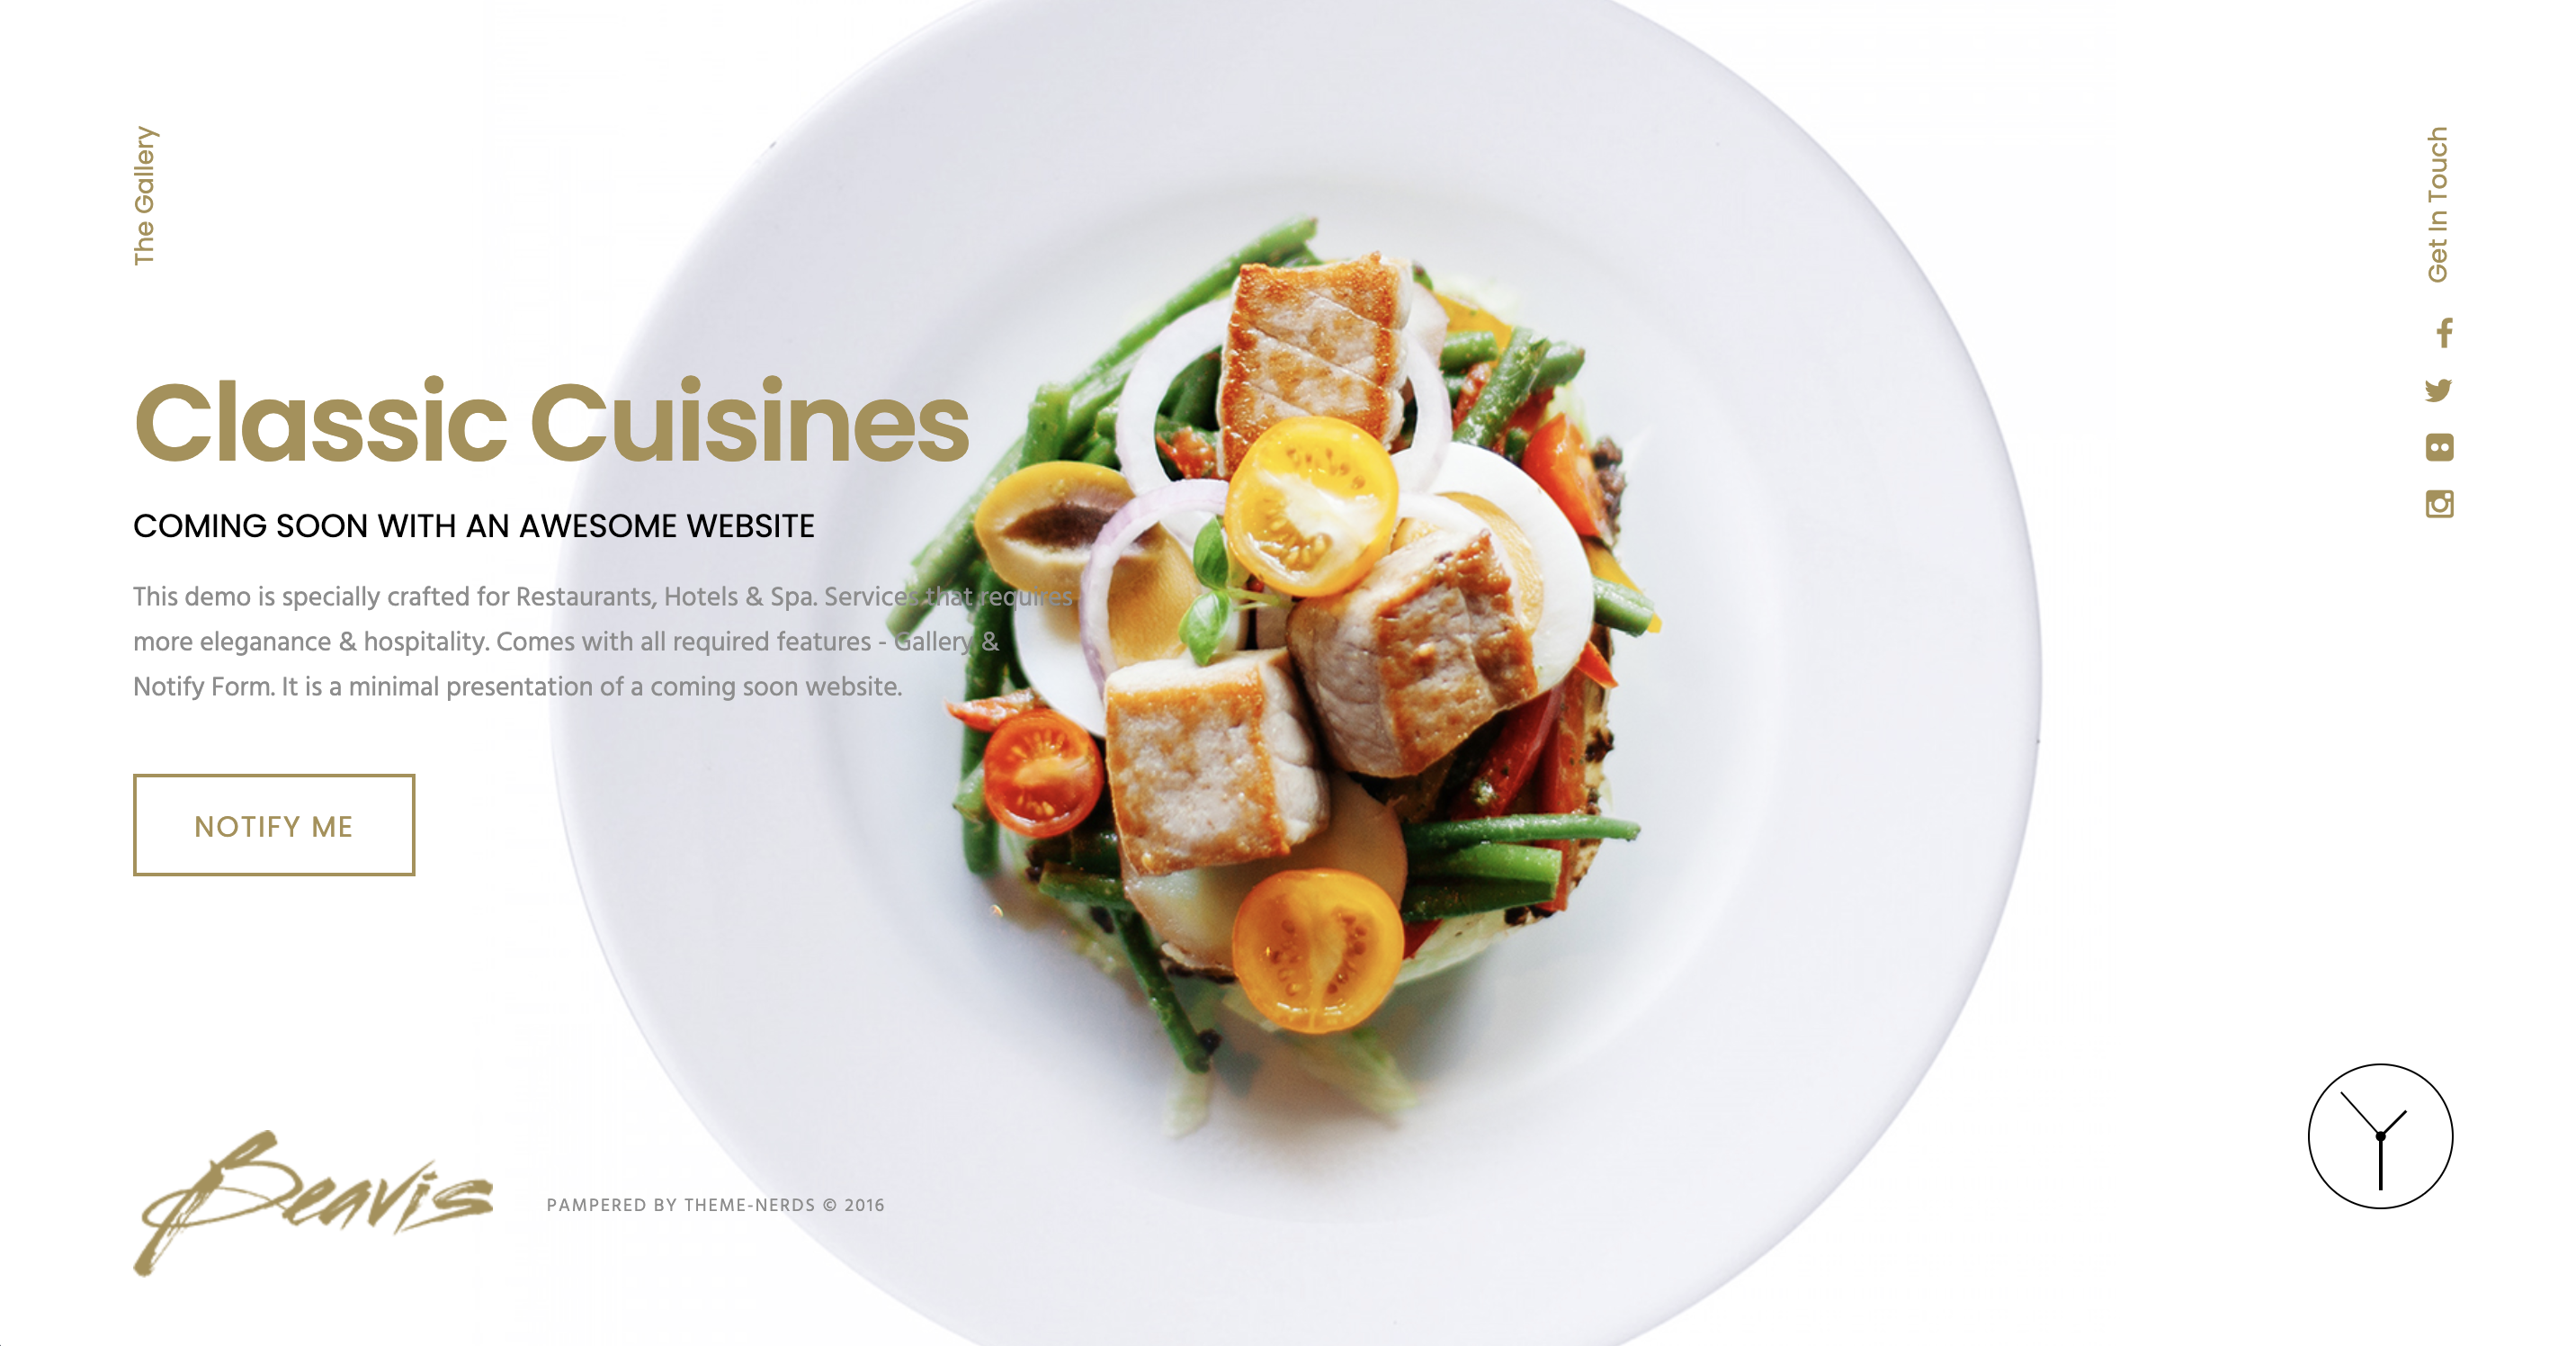 The Gallery
Get In Touch
Classic Cuisines
COMING SOON WITH AN AWESOME WEBSITE
This demo is specially crafted for Restaurants, Hotels & Spa. Services that requires
more eleganance & hospitality. Comes with all required features - Gallery &
Notify Form. It is a minimal presentation of a coming soon website.
NOTIFY ME
Beavis
PAMPERED BY THEME-NERDS © 2016